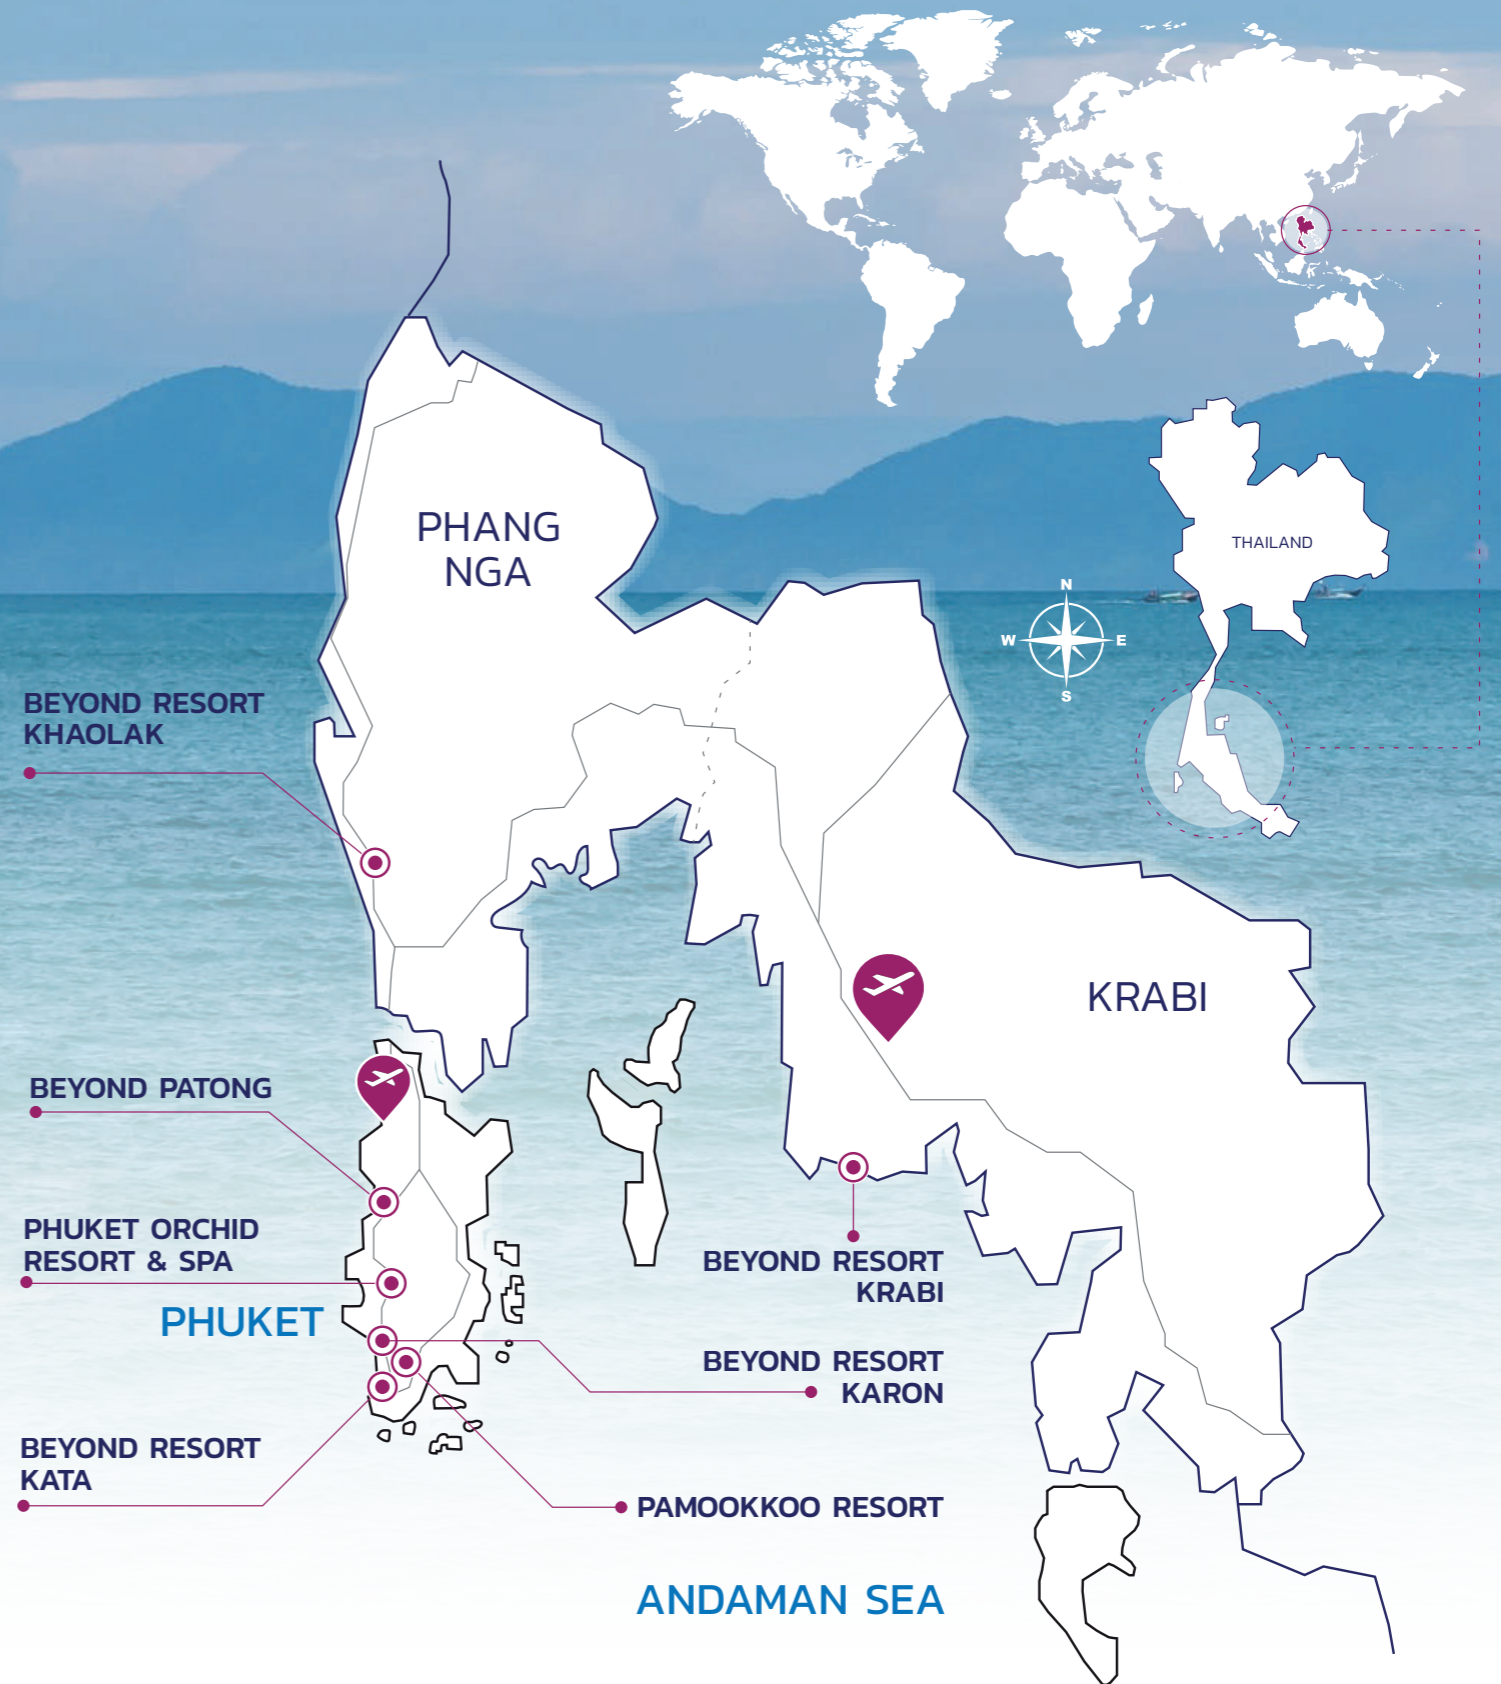 PHANG
NGA
THAILAND
N
W
E
S
BEYOND RESORT
KHAOLAK
KRABI
BEYOND PATONG
PHUKET ORCHID
RESORT & SPA
PHUKET
BEYOND RESORT
KRABI
BEYOND RESORT
KARON
BEYOND RESORT
KATA
PAMOOKKOO RESORT
ANDAMAN SEA